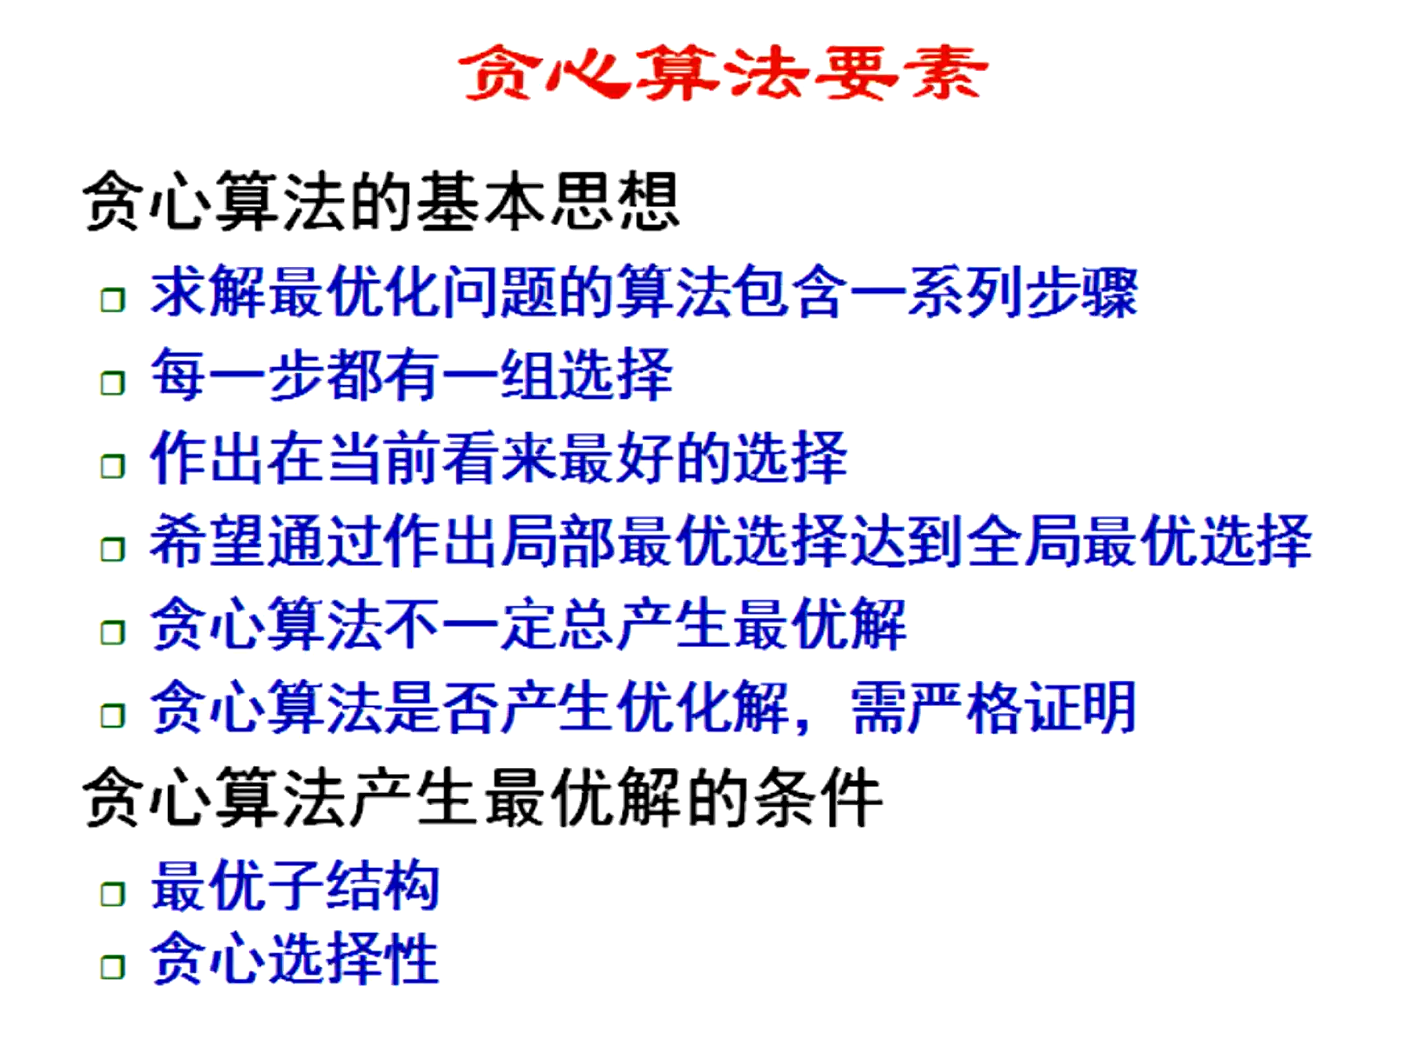 贪心算法要素
贪心算法的基本思想
求解最优化问题的算法包含一系列步骤
每一步都有一组选择
作出在当前看来最好的选择
希望通过作出局部最优选择达到全局最优选择
贪心算法不一定总产生最优解
贪心算法是否产生优化解，需严格证明
贪心算法产生最优解的条件
最优子结构
贪心选择性